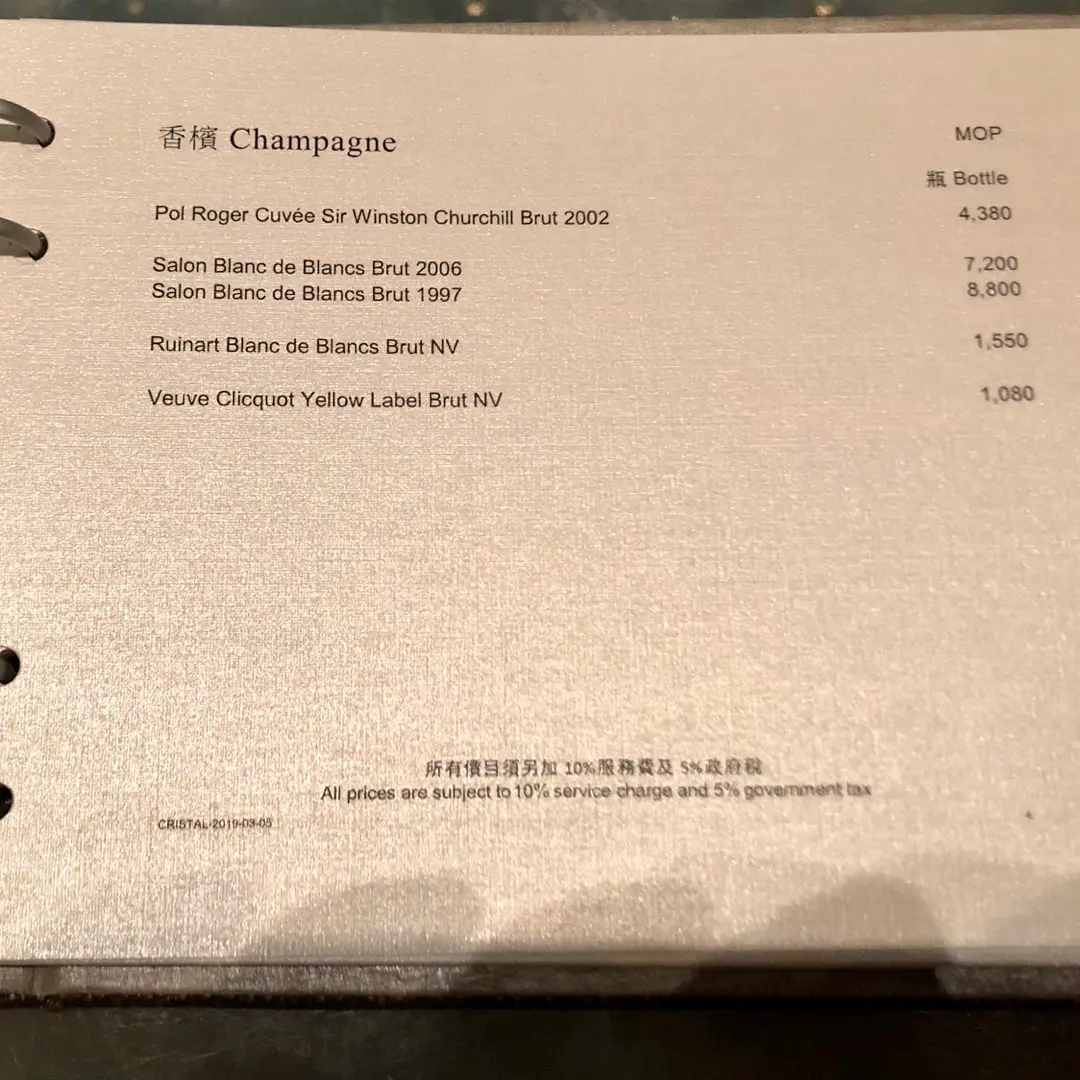 香檳 Champagne
MOP
瓶 Bottle
Pol Roger Cuvée Sir Winston Churchill Brut 2002 4,380
Salon Blanc de Blancs Brut 2006 7,200
Salon Blanc de Blancs Brut 1997 8,800
Ruinart Blanc de Blancs Brut NV 1,550
Veuve Clicquot Yellow Label Brut NV 1,080
所有價目須另加 10%服務費及 5%政府稅
All prices are subject to 10% service charge and 5% government tax
CRISTAL-2019-03-05